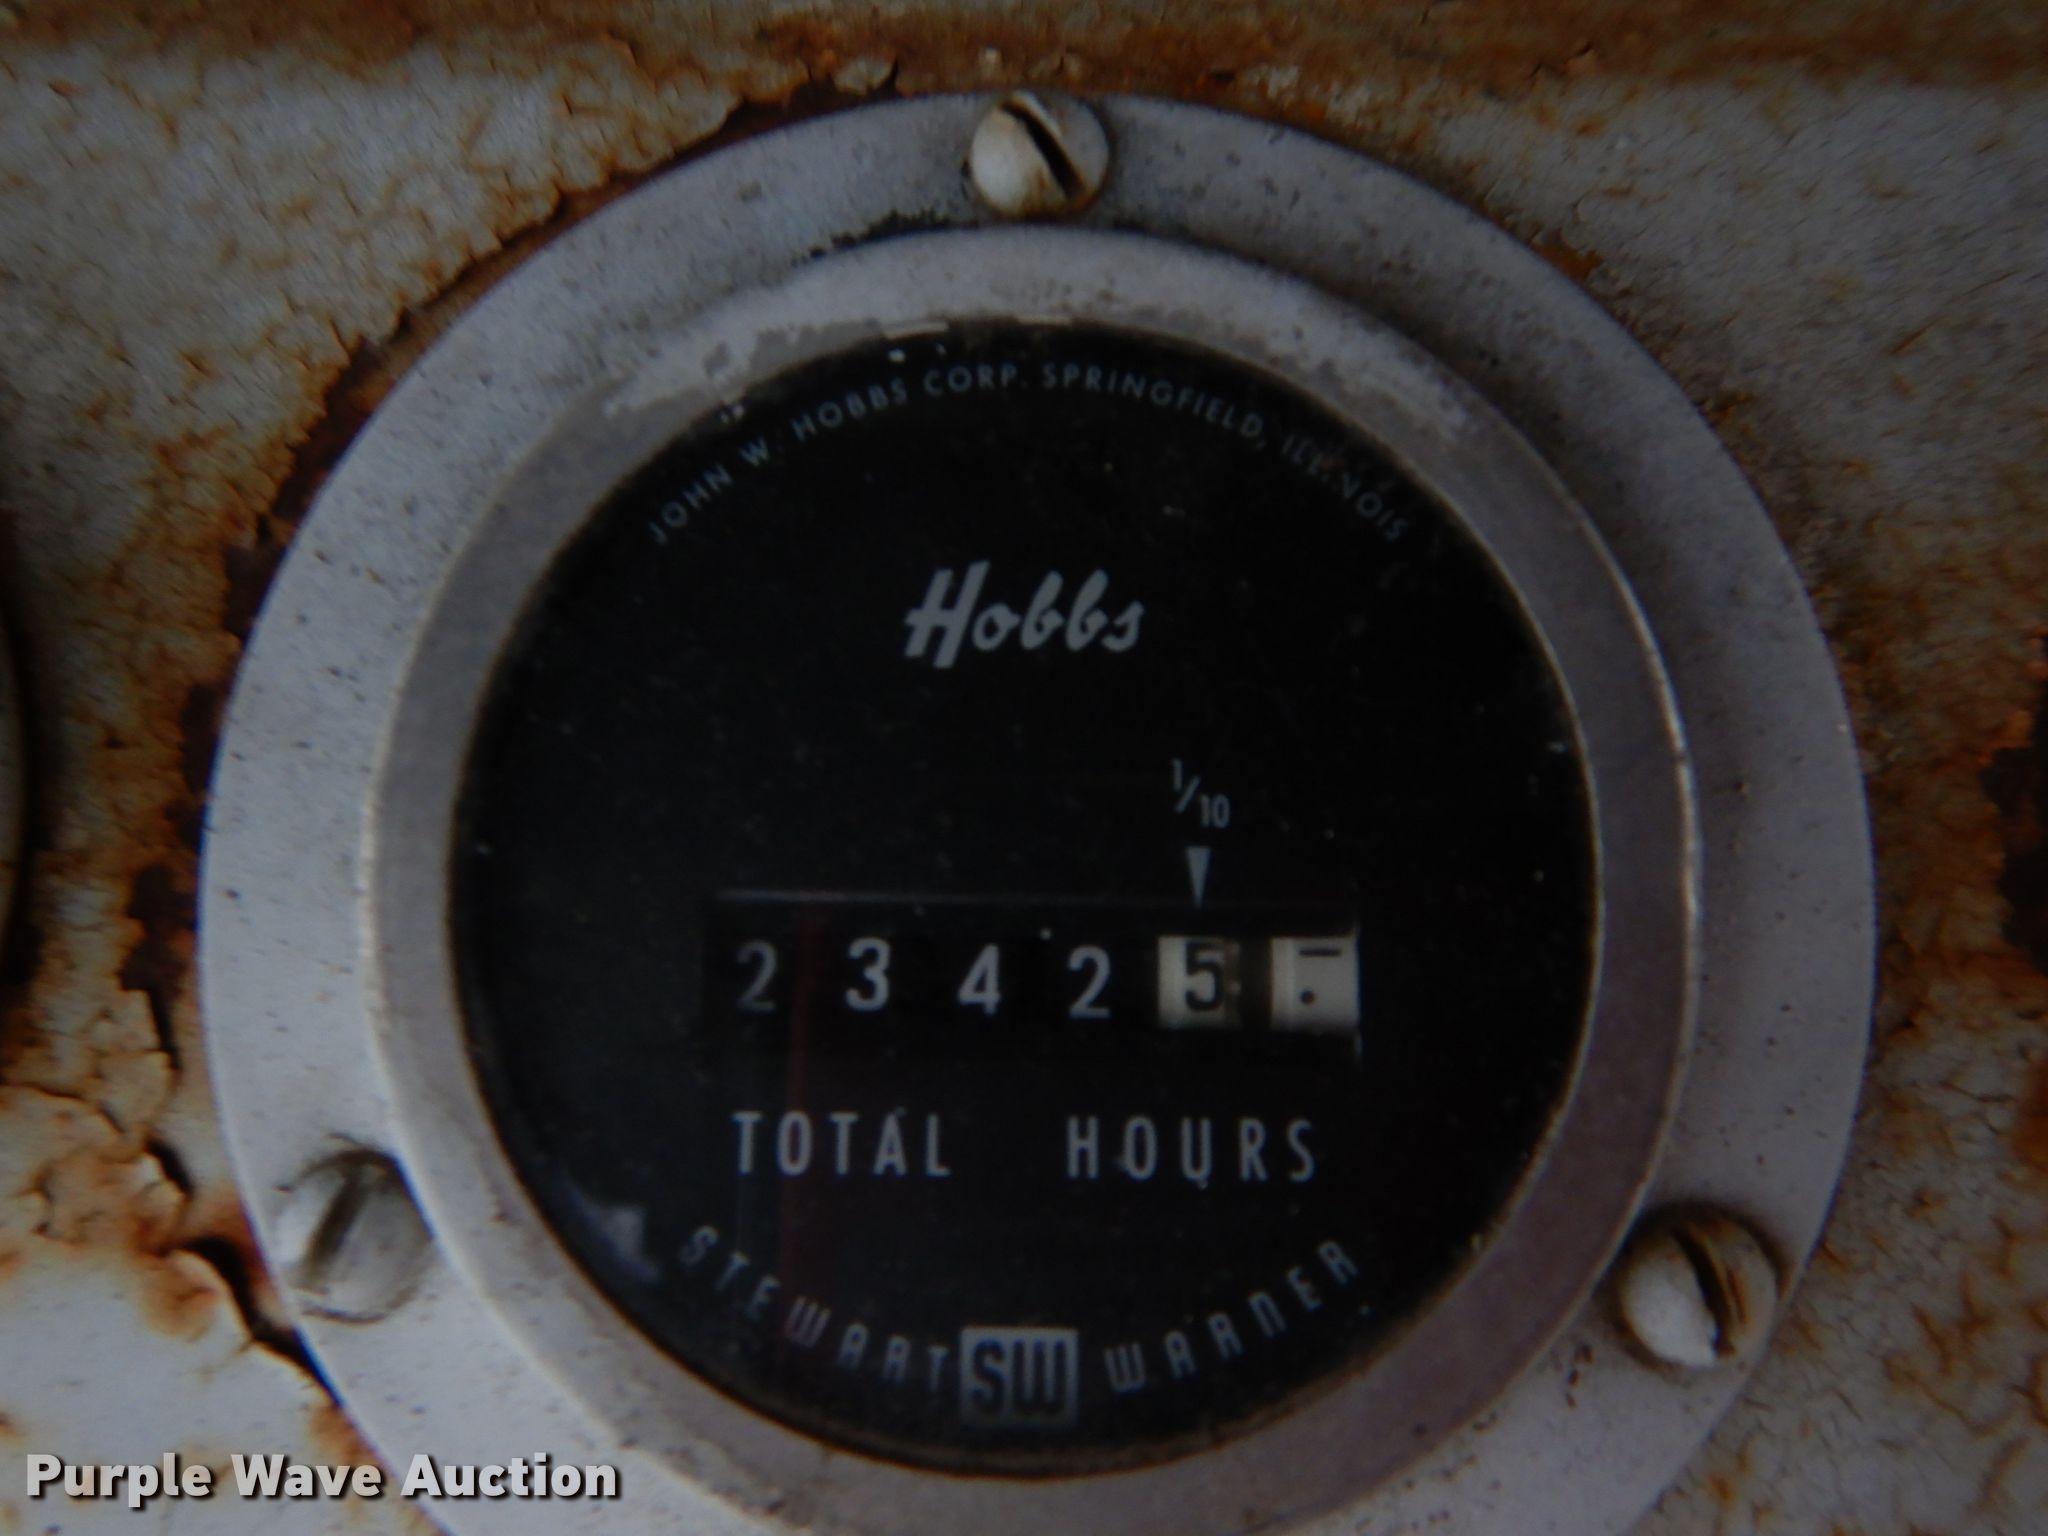 JOHN W. HOBBS CORP. SPRINGFIELD, ILLINOIS
Hobbs
1/10
2 3 4 2 5
TOTAL HOURS
STEWART SW WARNER
Purple Wave Auction